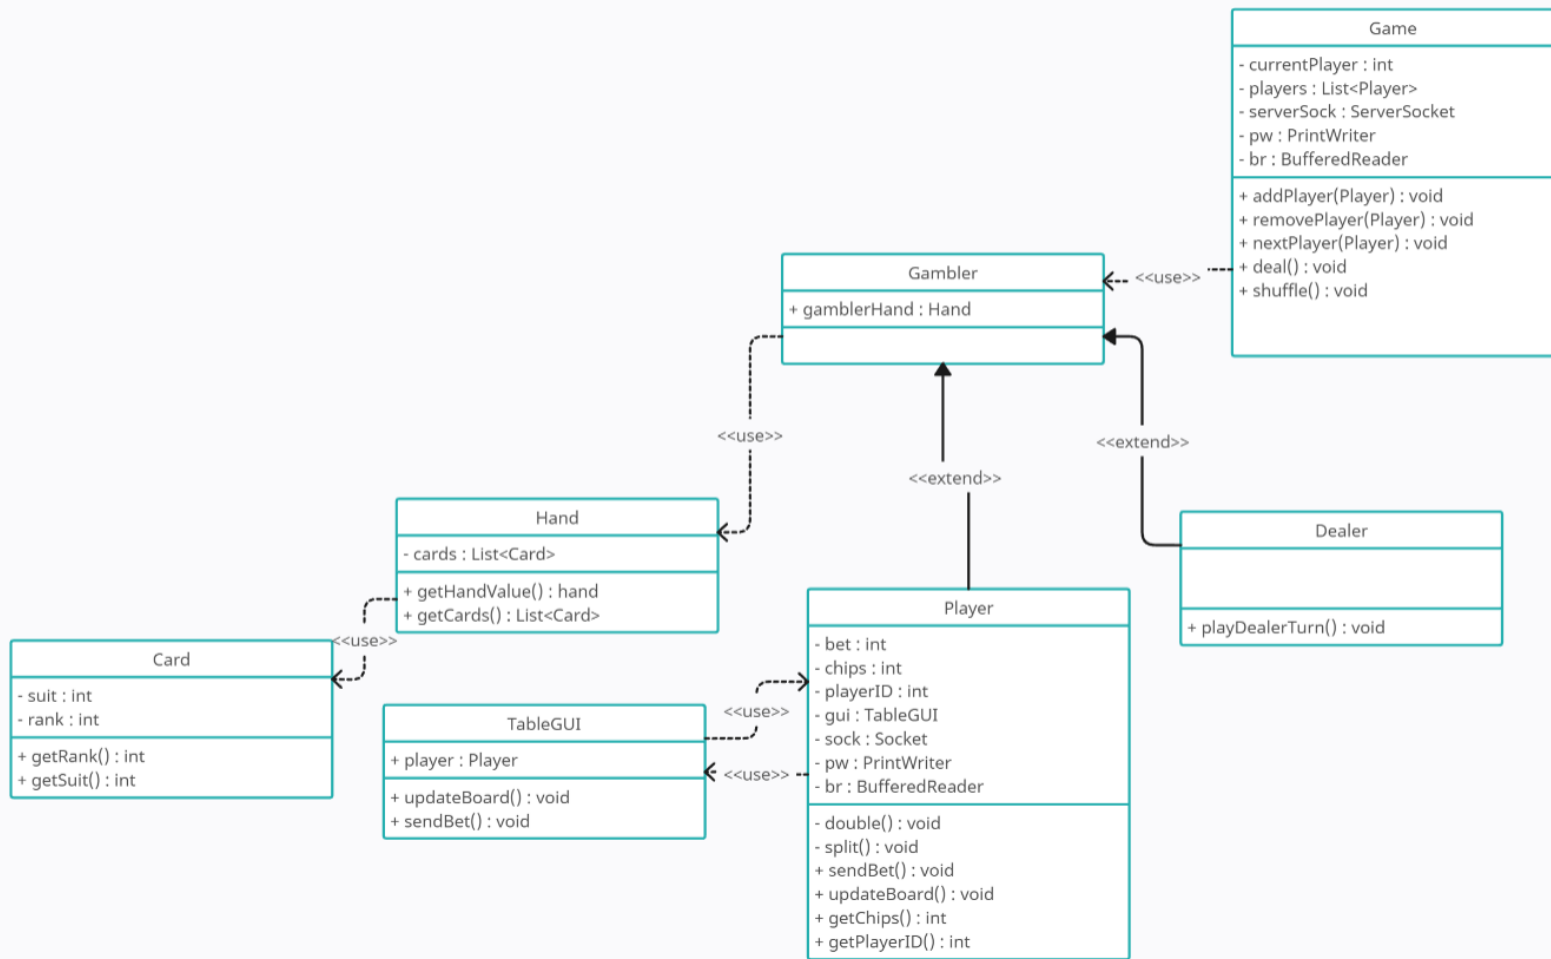 Game
- currentPlayer : int
- players : List<Player>
- serverSock : ServerSocket
- pw : PrintWriter
- br : BufferedReader
+ addPlayer(Player) : void
+ removePlayer(Player) : void
+ nextPlayer(Player) : void
+ deal() : void
+ shuffle() : void
<<use>>
Gambler
+ gamblerHand : Hand
<<use>>
<<extend>>
<<extend>>
Hand
- cards : List<Card>
+ getHandValue() : hand
+ getCards() : List<Card>
<<use>>
Dealer
+ playDealerTurn() : void
Card
- suit : int
- rank : int
+ getRank() : int
+ getSuit() : int
TableGUI
+ player : Player
+ updateBoard() : void
+ sendBet() : void
<<use>>
<<use>>
Player
- bet : int
- chips : int
- playerID : int
- gui : TableGUI
- sock : Socket
- pw : PrintWriter
- br : BufferedReader
- double() : void
- split() : void
+ sendBet() : void
+ updateBoard() : void
+ getChips() : int
+ getPlayerID() : int